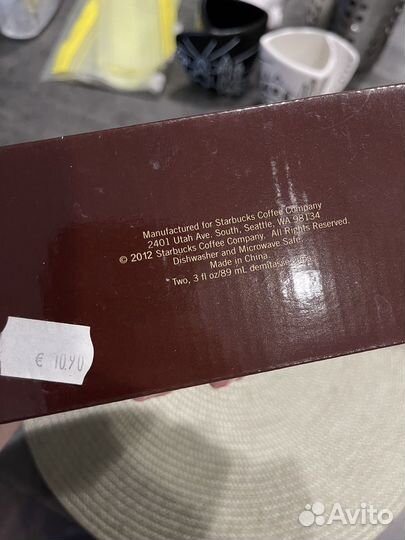 Manufactured for Starbucks Coffee Company
2401 Utah Ave. South, Seattle, WA 98134
© 2012 Starbucks Coffee Company. All Rights Reserved.
Dishwasher and Microwave Safe.
Made in China.
Two, 3 fl oz/89 mL demitasse
€ 10.90
Avito